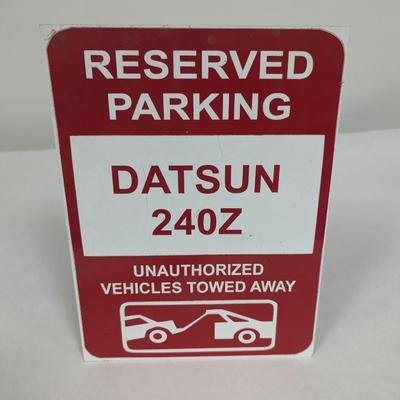 RESERVED
PARKING
DATSUN
240Z
UNAUTHORIZED
VEHICLES TOWED AWAY